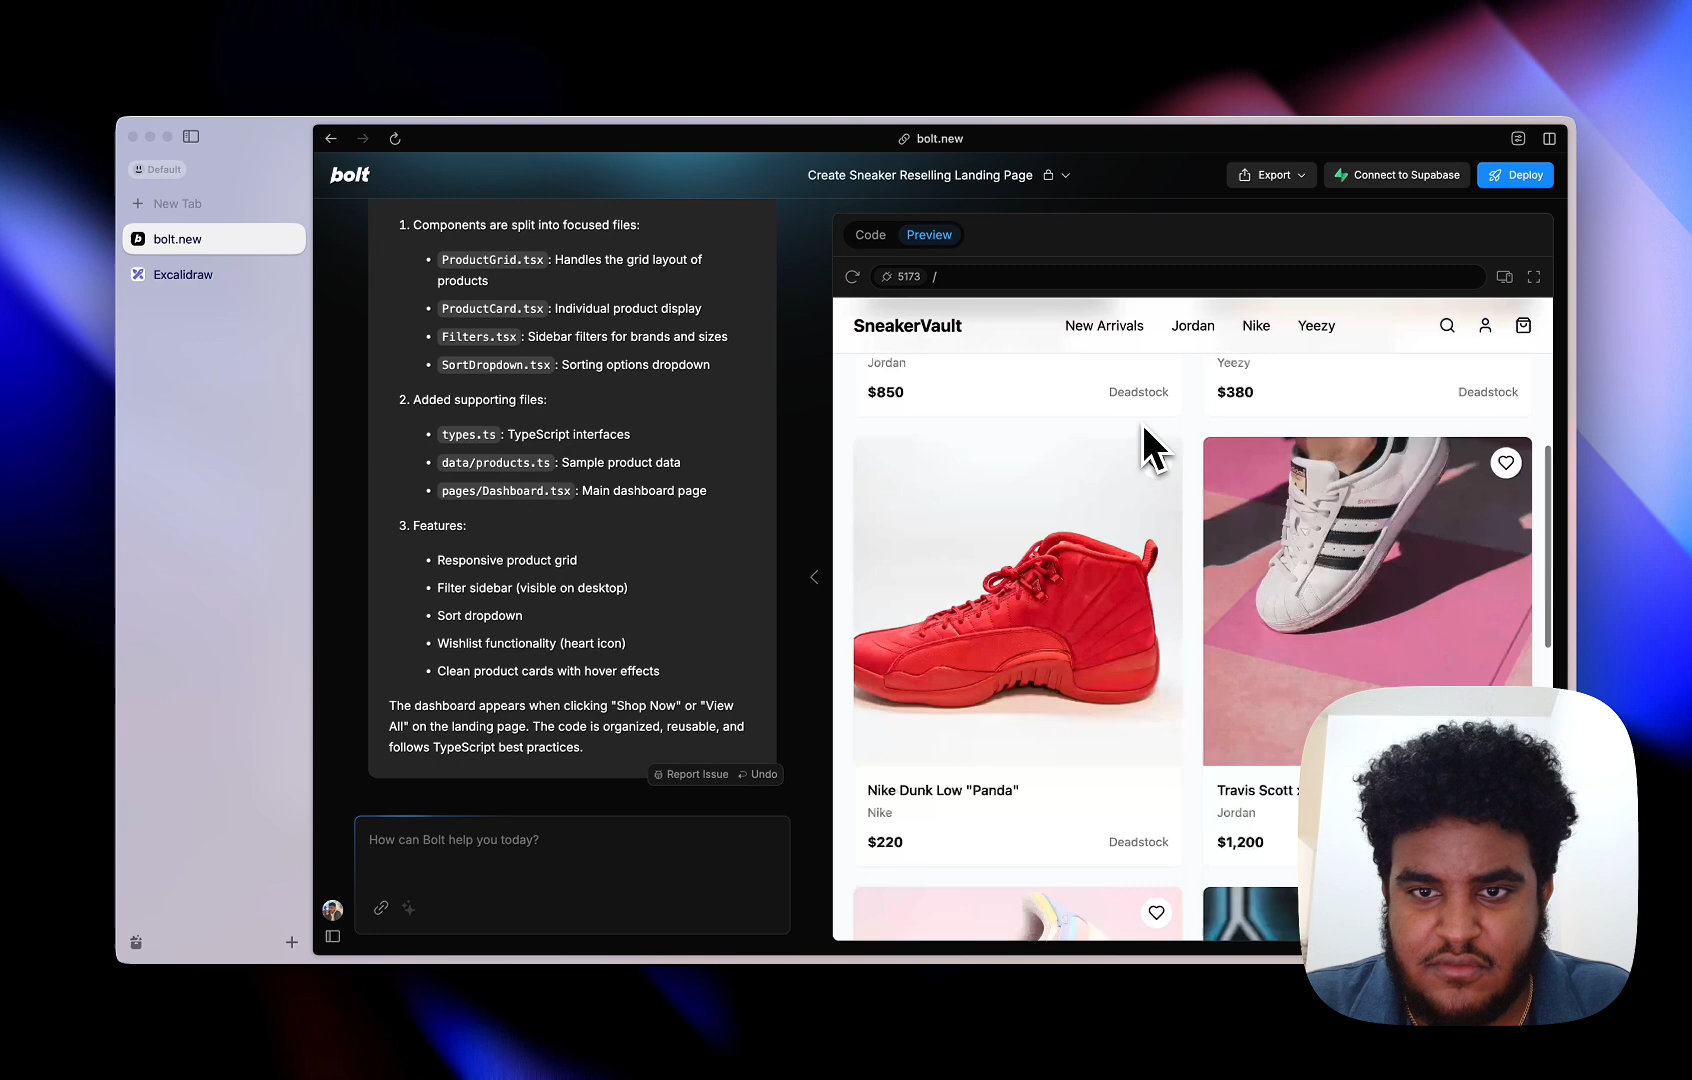 Default
New Tab
bolt.new
Excalidraw
bolt.new
bolt
Create Sneaker Reselling Landing Page
Export
Connect to Supabase
Deploy
1. Components are split into focused files:
• ProductGrid.tsx: Handles the grid layout of
products
• ProductCard.tsx: Individual product display
• Filters.tsx: Sidebar filters for brands and sizes
• SortDropdown.tsx: Sorting options dropdown
2. Added supporting files:
• types.ts: TypeScript interfaces
• data/products.ts: Sample product data
• pages/Dashboard.tsx: Main dashboard page
3. Features:
• Responsive product grid
• Filter sidebar (visible on desktop)
• Sort dropdown
• Wishlist functionality (heart icon)
• Clean product cards with hover effects
The dashboard appears when clicking "Shop Now" or "View
All" on the landing page. The code is organized, reusable, and
follows TypeScript best practices.
Report Issue
Undo
How can Bolt help you today?
Code
Preview
5173
/
SneakerVault
New Arrivals
Jordan
Nike
Yeezy
Jordan
$850
Deadstock
Yeezy
$380
Deadstock
Nike Dunk Low "Panda"
Nike
$220
Deadstock
Travis Scott
Jordan
$1,200